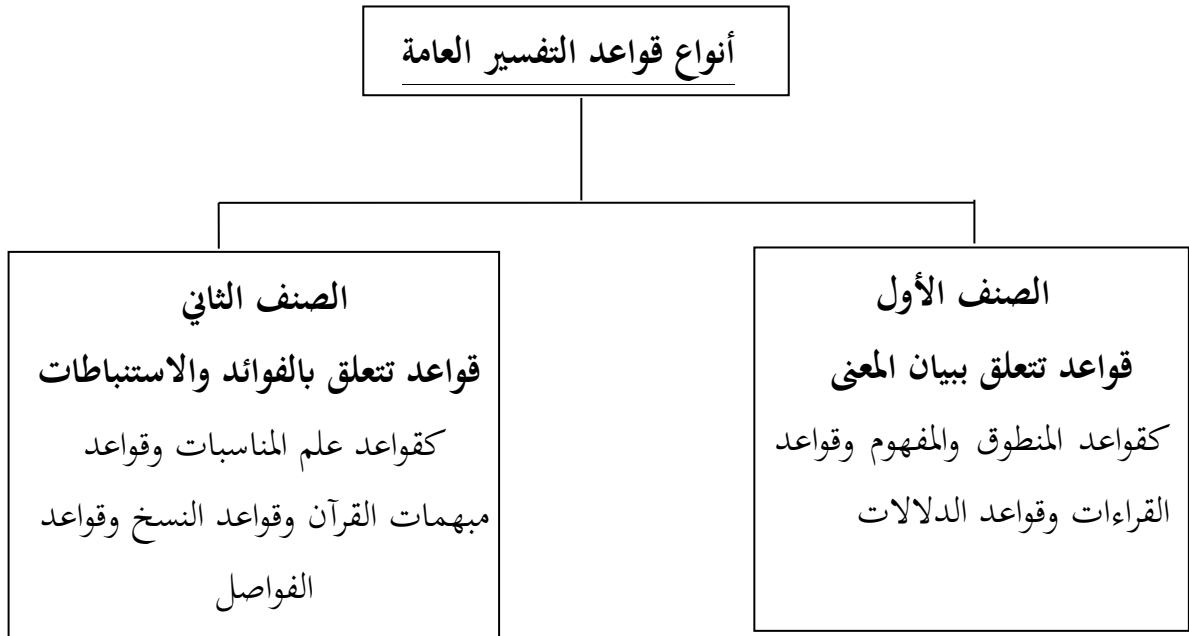 أنواع قواعد التفسير العامة
الصنف الأول
قواعد تتعلق ببيان المعنى
كقواعد المنطوق والمفهوم وقواعد
القراءات وقواعد الدلالات
الصنف الثاني
قواعد تتعلق بالفوائد والاستنباطات
كقواعد علم المناسبات وقواعد
مبهمات القرآن وقواعد النسخ وقواعد
الفواصل